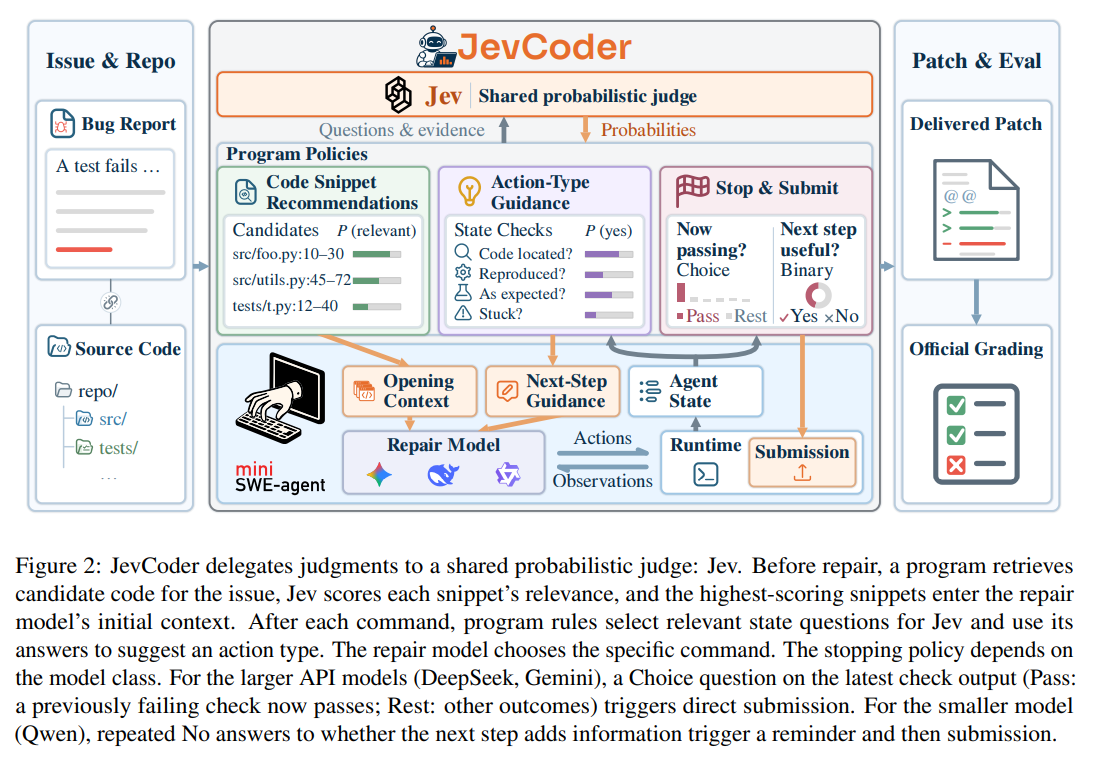 Issue & Repo
Bug Report
A test fails …
Source Code
repo/
src/
tests/
…
JevCoder
Jev | Shared probabilistic judge
Questions & evidence
Probabilities
Program Policies
Code Snippet
Recommendations
Candidates P (relevant)
src/foo.py:10–30
src/utils.py:45–72
tests/t.py:12–40
Action-Type
Guidance
State Checks P (yes)
Code located?
Reproduced?
As expected?
Stuck?
Stop & Submit
Now
passing?
Choice
Pass Rest
Next step
useful?
Binary
✓Yes ×No
Opening
Context
Next-Step
Guidance
Agent
State
mini
SWE-agent
Repair Model
Actions
Observations
Runtime
Submission
Patch & Eval
Delivered Patch
@@
>
>
Official Grading
Figure 2: JevCoder delegates judgments to a shared probabilistic judge: Jev. Before repair, a program retrieves
candidate code for the issue, Jev scores each snippet’s relevance, and the highest-scoring snippets enter the repair
model’s initial context. After each command, program rules select relevant state questions for Jev and use its
answers to suggest an action type. The repair model chooses the specific command. The stopping policy depends on
the model class. For the larger API models (DeepSeek, Gemini), a Choice question on the latest check output (Pass:
a previously failing check now passes; Rest: other outcomes) triggers direct submission. For the smaller model
(Qwen), repeated No answers to whether the next step adds information trigger a reminder and then submission.